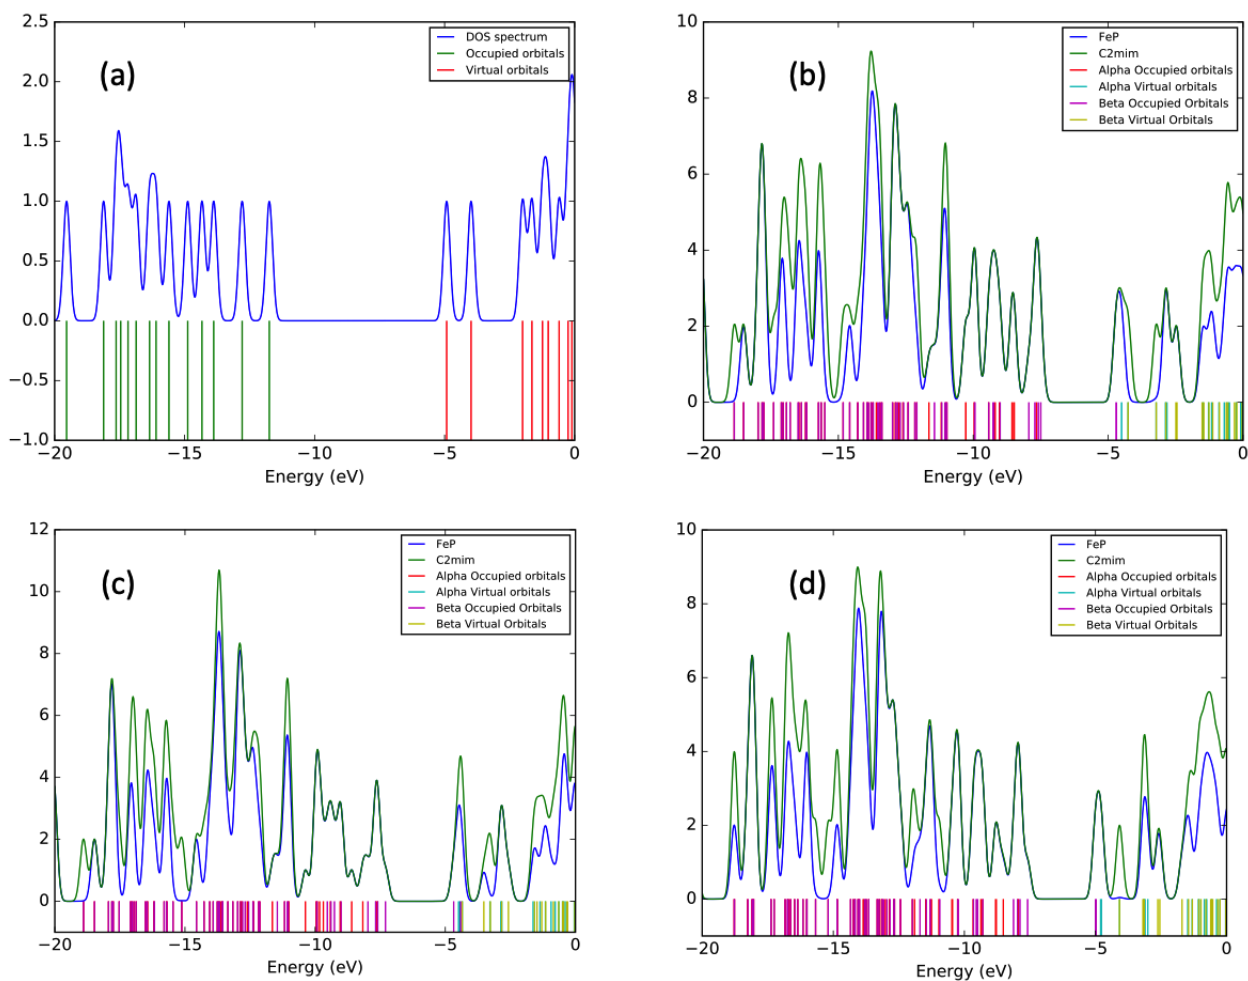 (a)
2.5
2.0
1.5
1.0
0.5
0.0
−0.5
−1.0
DOS spectrum
Occupied orbitals
Virtual orbitals
−20 −15 −10 −5 0
Energy (eV)
(b)
10
8
6
4
2
0
FeP
C2mim
Alpha Occupied orbitals
Alpha Virtual orbitals
Beta Occupied Orbitals
Beta Virtual Orbitals
−20 −15 −10 −5 0
Energy (eV)
(c)
12
10
8
6
4
2
0
FeP
C2mim
Alpha Occupied orbitals
Alpha Virtual orbitals
Beta Occupied Orbitals
Beta Virtual Orbitals
−20 −15 −10 −5 0
Energy (eV)
(d)
10
8
6
4
2
0
FeP
C2mim
Alpha Occupied orbitals
Alpha Virtual orbitals
Beta Occupied Orbitals
Beta Virtual Orbitals
−20 −15 −10 −5 0
Energy (eV)